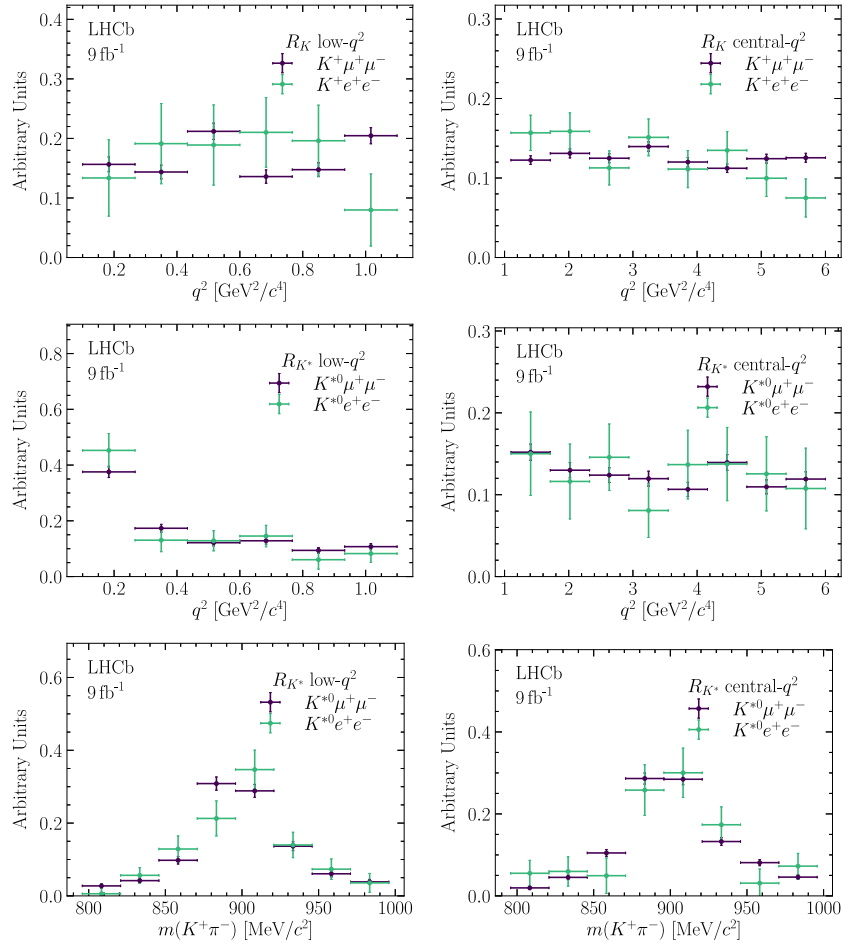 LHCb
9 fb⁻¹
R_K low-q²
K⁺μ⁺μ⁻
K⁺e⁺e⁻
Arbitrary Units
0.4
0.3
0.2
0.1
0.0
0.2 0.4 0.6 0.8 1.0
q² [GeV²/c⁴]
LHCb
9 fb⁻¹
R_K central-q²
K⁺μ⁺μ⁻
K⁺e⁺e⁻
Arbitrary Units
0.3
0.2
0.1
0.0
1 2 3 4 5 6
q² [GeV²/c⁴]
LHCb
9 fb⁻¹
R_K* low-q²
K*⁰μ⁺μ⁻
K*⁰e⁺e⁻
Arbitrary Units
0.8
0.6
0.4
0.2
0.0
0.2 0.4 0.6 0.8 1.0
q² [GeV²/c⁴]
LHCb
9 fb⁻¹
R_K* central-q²
K*⁰μ⁺μ⁻
K*⁰e⁺e⁻
Arbitrary Units
0.3
0.2
0.1
0.0
1 2 3 4 5 6
q² [GeV²/c⁴]
LHCb
9 fb⁻¹
R_K* low-q²
K*⁰μ⁺μ⁻
K*⁰e⁺e⁻
Arbitrary Units
0.6
0.4
0.2
0.0
800 850 900 950 1000
m(K⁺π⁻) [MeV/c²]
LHCb
9 fb⁻¹
R_K* central-q²
K*⁰μ⁺μ⁻
K*⁰e⁺e⁻
Arbitrary Units
0.6
0.4
0.2
0.0
800 850 900 950 1000
m(K⁺π⁻) [MeV/c²]